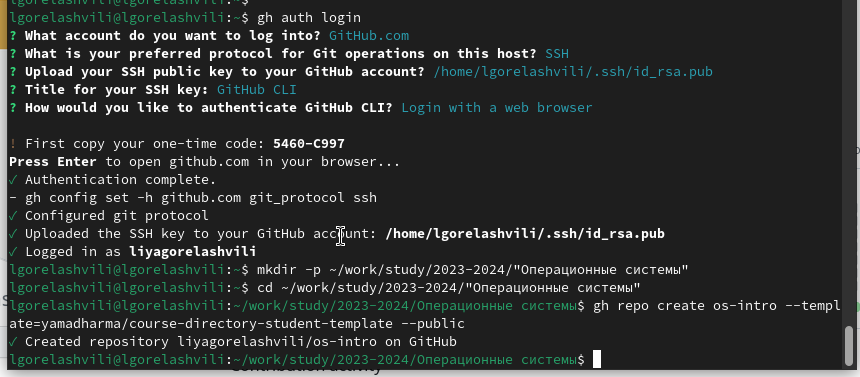 lgorelashvili@lgorelashvili:~$
lgorelashvili@lgorelashvili:~$ gh auth login
? What account do you want to log into? GitHub.com
? What is your preferred protocol for Git operations on this host? SSH
? Upload your SSH public key to your GitHub account? /home/lgorelashvili/.ssh/id_rsa.pub
? Title for your SSH key: GitHub CLI
? How would you like to authenticate GitHub CLI? Login with a web browser
! First copy your one-time code: 5460-C997
Press Enter to open github.com in your browser...
✓ Authentication complete.
- gh config set -h github.com git_protocol ssh
✓ Configured git protocol
✓ Uploaded the SSH key to your GitHub account: /home/lgorelashvili/.ssh/id_rsa.pub
✓ Logged in as liyagorelashvili
lgorelashvili@lgorelashvili:~$ mkdir -p ~/work/study/2023-2024/"Операционные системы"
lgorelashvili@lgorelashvili:~$ cd ~/work/study/2023-2024/"Операционные системы"
lgorelashvili@lgorelashvili:~/work/study/2023-2024/Операционные системы$ gh repo create os-intro --templ
ate=yamadharma/course-directory-student-template --public
✓ Created repository liyagorelashvili/os-intro on GitHub
lgorelashvili@lgorelashvili:~/work/study/2023-2024/Операционные системы$